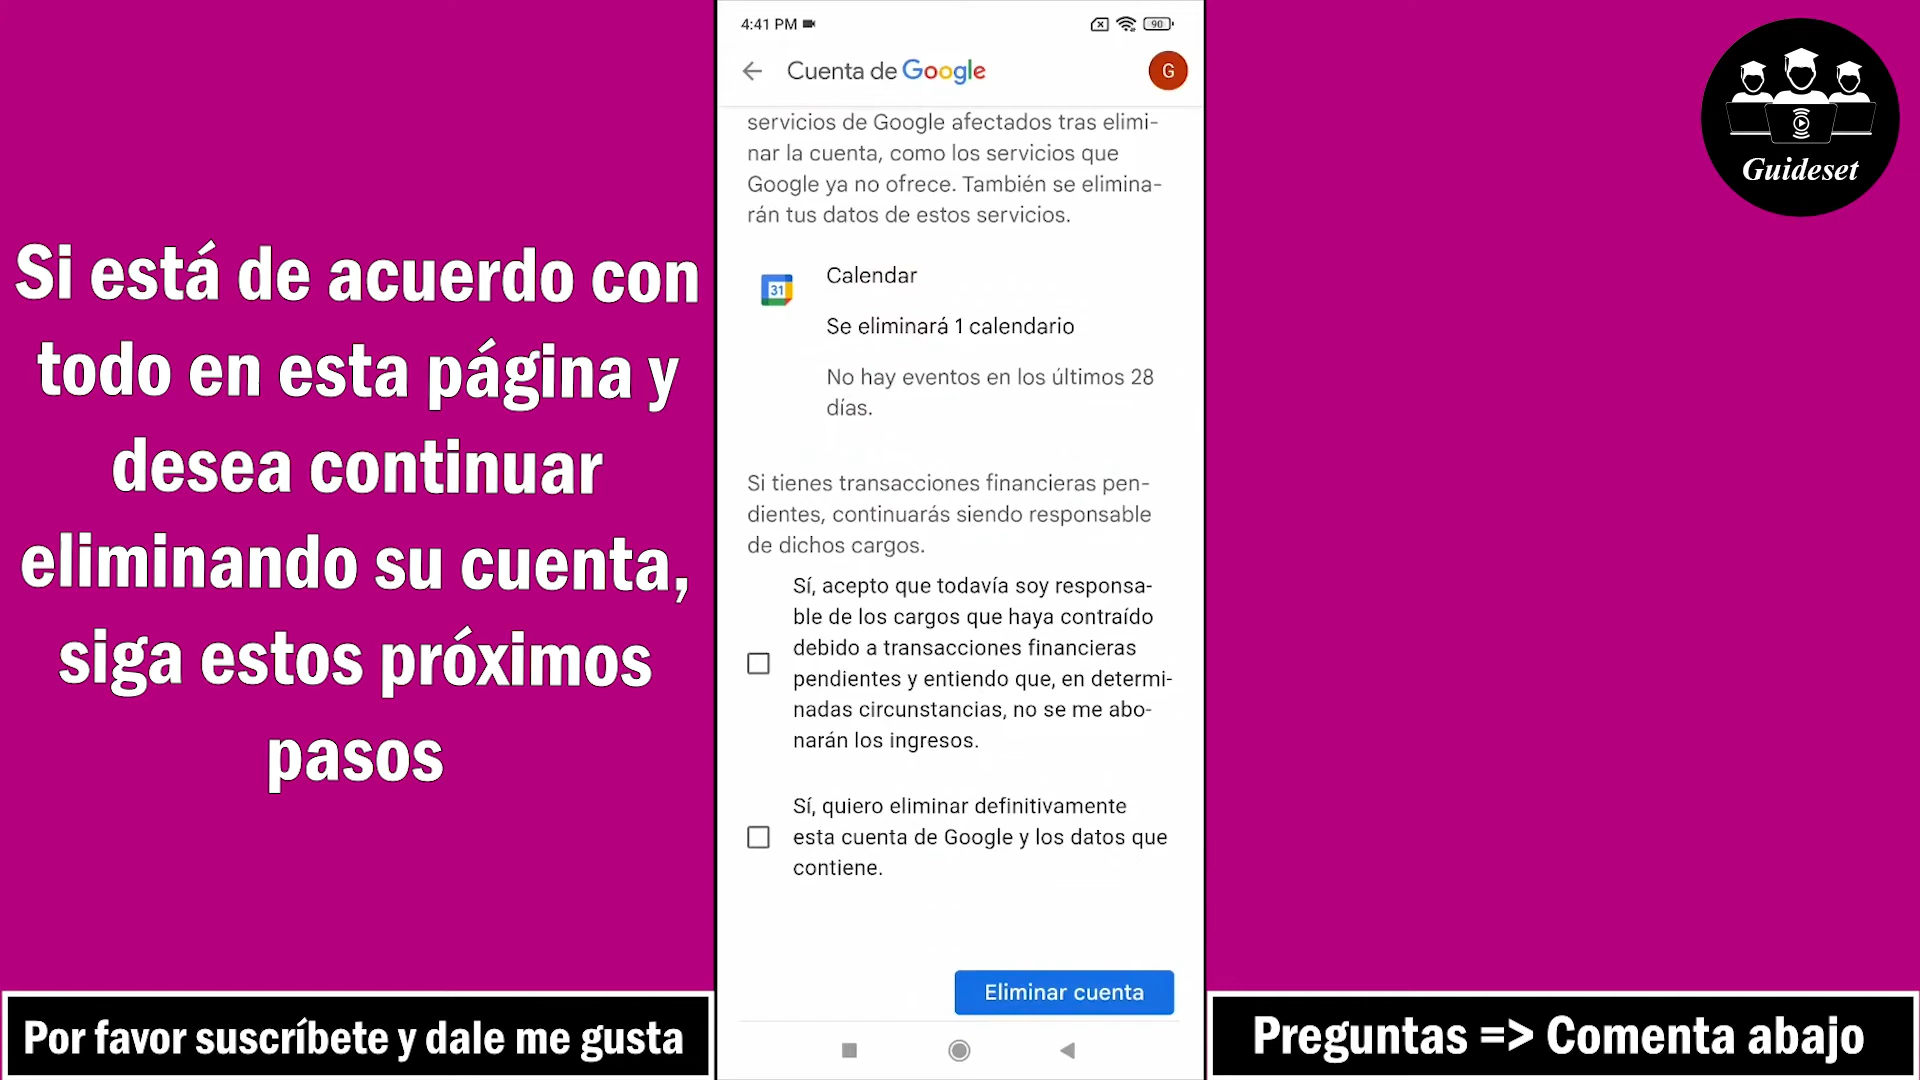 Si está de acuerdo con
todo en esta página y
desea continuar
eliminando su cuenta,
siga estos próximos
pasos
Por favor suscríbete y dale me gusta
4:41 PM
90
Cuenta de Google
G
servicios de Google afectados tras elimi-
nar la cuenta, como los servicios que
Google ya no ofrece. También se elimina-
rán tus datos de estos servicios.
31
Calendar
Se eliminará 1 calendario
No hay eventos en los últimos 28
días.
Si tienes transacciones financieras pen-
dientes, continuarás siendo responsable
de dichos cargos.
Sí, acepto que todavía soy responsa-
ble de los cargos que haya contraído
debido a transacciones financieras
pendientes y entiendo que, en determi-
nadas circunstancias, no se me abo-
narán los ingresos.
Sí, quiero eliminar definitivamente
esta cuenta de Google y los datos que
contiene.
Eliminar cuenta
Guideset
Preguntas => Comenta abajo